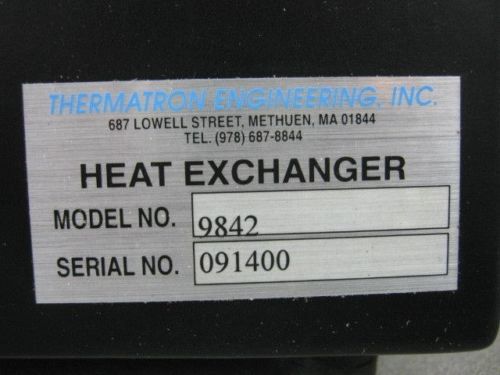 THERMATRON ENGINEERING, INC.
687 LOWELL STREET, METHUEN, MA 01844
TEL. (978) 687-8844
HEAT EXCHANGER
MODEL NO. 9842
SERIAL NO. 091400